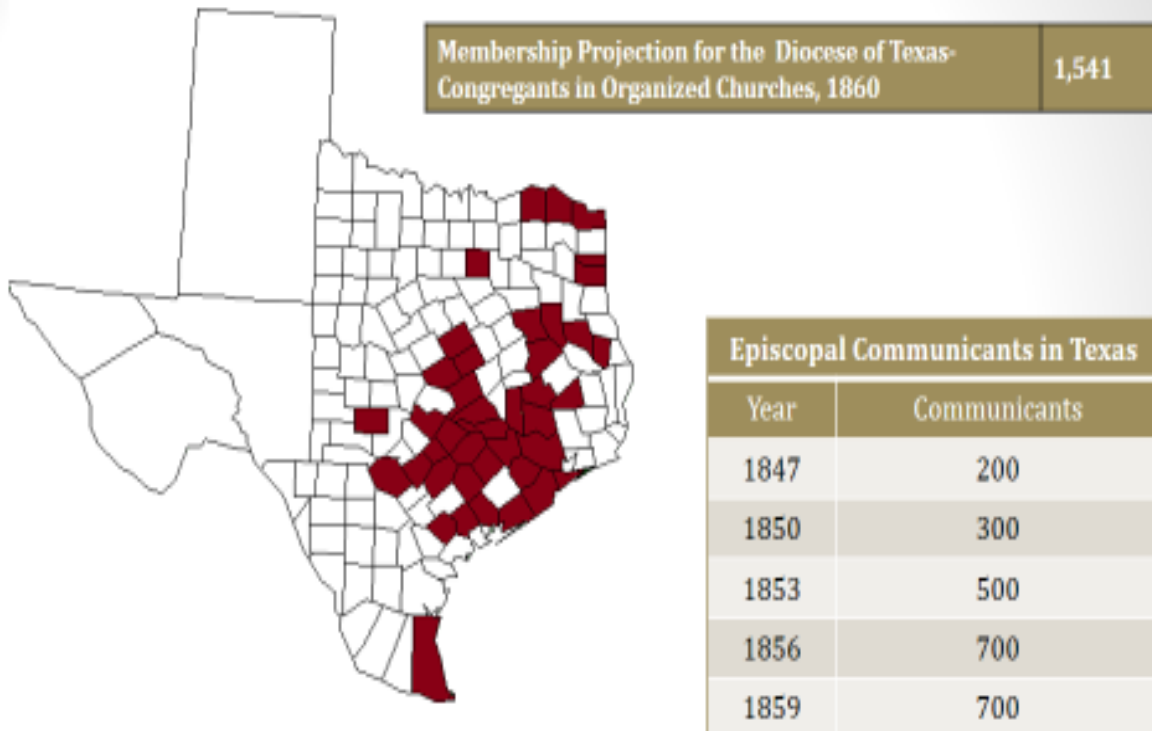 Membership Projection for the Diocese of Texas-
Congregants in Organized Churches, 1860
1,541
Episcopal Communicants in Texas
Year Communicants
1847 200
1850 300
1853 500
1856 700
1859 700